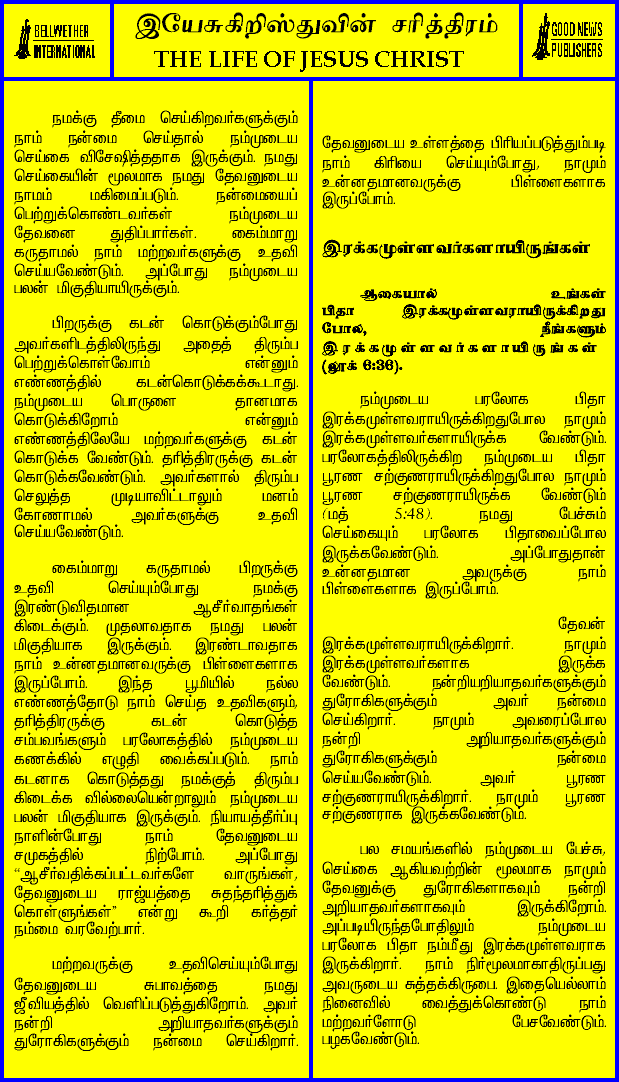 BELLWETHER
INTERNATIONAL
இயேசுகிறிஸ்துவின் சரித்திரம்
THE LIFE OF JESUS CHRIST
GOOD NEWS
PUBLISHERS
நமக்கு தீமை செய்கிறவர்களுக்கும்
நாம் நன்மை செய்தால் நம்முடைய
செய்கை விசேஷித்ததாக இருக்கும். நமது
செய்கையின் மூலமாக நமது தேவனுடைய
நாமம் மகிமைப்படும். நன்மையைப்
பெற்றுக்கொண்டவர்கள் நம்முடைய
தேவனை துதிப்பார்கள். கைம்மாறு
கருதாமல் நாம் மற்றவர்களுக்கு உதவி
செய்யவேண்டும். அப்போது நம்முடைய
பலன் மிகுதியாயிருக்கும்.
பிறருக்கு கடன் கொடுக்கும்போது
அவர்களிடத்திலிருந்து அதைத் திரும்ப
பெற்றுக்கொள்வோம் என்னும்
எண்ணத்தில் கடன்கொடுக்கக்கூடாது.
நம்முடைய பொருளை தானமாக
கொடுக்கிறோம் என்னும்
எண்ணத்திலேயே மற்றவர்களுக்கு கடன்
கொடுக்க வேண்டும். தரித்திரருக்கு கடன்
கொடுக்கவேண்டும். அவர்களால் திரும்ப
செலுத்த முடியாவிட்டாலும் மனம்
கோணாமல் அவர்களுக்கு உதவி
செய்யவேண்டும்.
கைம்மாறு கருதாமல் பிறருக்கு
உதவி செய்யும்போது நமக்கு
இரண்டுவிதமான ஆசீர்வாதங்கள்
கிடைக்கும். முதலாவதாக நமது பலன்
மிகுதியாக இருக்கும். இரண்டாவதாக
நாம் உன்னதமானவருக்கு பிள்ளைகளாக
இருப்போம். இந்த பூமியில் நல்ல
எண்ணத்தோடு நாம் செய்த உதவிகளும்,
தரித்திரருக்கு கடன் கொடுத்த
சம்பவங்களும் பரலோகத்தில் நம்முடைய
கணக்கில் எழுதி வைக்கப்படும். நாம்
கடனாக கொடுத்தது நமக்குத் திரும்ப
கிடைக்க வில்லையென்றாலும் நம்முடைய
பலன் மிகுதியாக இருக்கும். நியாயத்தீர்ப்பு
நாளின்போது நாம் தேவனுடைய
சமுகத்தில் நிற்போம். அப்போது
“ஆசீர்வதிக்கப்பட்டவர்களே வாருங்கள்,
தேவனுடைய ராஜ்யத்தை சுதந்தரித்துக்
கொள்ளுங்கள்” என்று கூறி கர்த்தர்
நம்மை வரவேற்பார்.
மற்றவருக்கு உதவிசெய்யும்போது
தேவனுடைய சுபாவத்தை நமது
ஜீவியத்தில் வெளிப்படுத்துகிறோம். அவர்
நன்றி அறியாதவர்களுக்கும்
துரோகிகளுக்கும் நன்மை செய்கிறார்.
தேவனுடைய உள்ளத்தை பிரியப்படுத்தும்படி
நாம் கிரியை செய்யும்போது, நாமும்
உன்னதமானவருக்கு பிள்ளைகளாக
இருப்போம்.
இரக்கமுள்ளவர்களாயிருங்கள்
ஆகையால் உங்கள்
பிதா இரக்கமுள்ளவராயிருக்கிறது
போல, நீங்களும்
இரக்கமுள்ளவர்களாயிருங்கள்
(லூக் 6:36).
நம்முடைய பரலோக பிதா
இரக்கமுள்ளவராயிருக்கிறதுபோல நாமும்
இரக்கமுள்ளவர்களாயிருக்க வேண்டும்.
பரலோகத்திலிருக்கிற நம்முடைய பிதா
பூரண சற்குணராயிருக்கிறதுபோல நாமும்
பூரண சற்குணராயிருக்க வேண்டும்
(மத் 5:48). நமது பேச்சும்
செய்கையும் பரலோக பிதாவைப்போல
இருக்கவேண்டும். அப்போதுதான்
உன்னதமான அவருக்கு நாம்
பிள்ளைகளாக இருப்போம்.
தேவன்
இரக்கமுள்ளவராயிருக்கிறார். நாமும்
இரக்கமுள்ளவர்களாக இருக்க
வேண்டும். நன்றியறியாதவர்களுக்கும்
துரோகிகளுக்கும் அவர் நன்மை
செய்கிறார். நாமும் அவரைப்போல
நன்றி அறியாதவர்களுக்கும்
துரோகிகளுக்கும் நன்மை
செய்யவேண்டும். அவர் பூரண
சற்குணராயிருக்கிறார். நாமும் பூரண
சற்குணராக இருக்கவேண்டும்.
பல சமயங்களில் நம்முடைய பேச்சு,
செய்கை ஆகியவற்றின் மூலமாக நாமும்
தேவனுக்கு துரோகிகளாகவும் நன்றி
அறியாதவர்களாகவும் இருக்கிறோம்.
அப்படியிருந்தபோதிலும் நம்முடைய
பரலோக பிதா நம்மீது இரக்கமுள்ளவராக
இருக்கிறார். நாம் நிர்மூலமாகாதிருப்பது
அவருடைய சுத்தக்கிருபை. இதையெல்லாம்
நினைவில் வைத்துக்கொண்டு நாம்
மற்றவர்ளோடு பேசவேண்டும்.
பழகவேண்டும்.